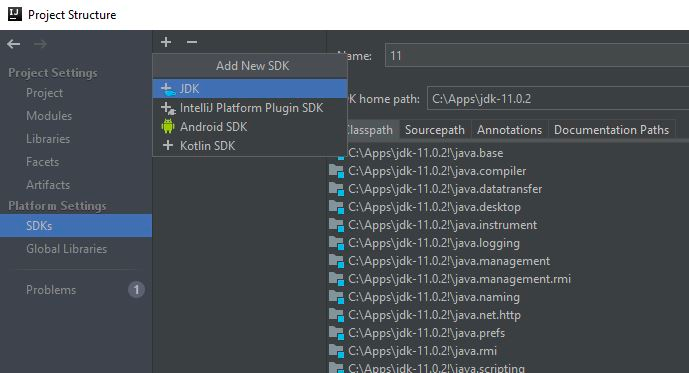 IJ Project Structure
Add New SDK
JDK
IntelliJ Platform Plugin SDK
Android SDK
Kotlin SDK
Project Settings
Project
Modules
Libraries
Facets
Artifacts
Platform Settings
SDKs
Global Libraries
Problems 1
Name: 11
home path: C:\Apps\jdk-11.0.2
Classpath Sourcepath Annotations Documentation Paths
C:\Apps\jdk-11.0.2!\java.base
C:\Apps\jdk-11.0.2!\java.compiler
C:\Apps\jdk-11.0.2!\java.datatransfer
C:\Apps\jdk-11.0.2!\java.desktop
C:\Apps\jdk-11.0.2!\java.instrument
C:\Apps\jdk-11.0.2!\java.logging
C:\Apps\jdk-11.0.2!\java.management
C:\Apps\jdk-11.0.2!\java.management.rmi
C:\Apps\jdk-11.0.2!\java.naming
C:\Apps\jdk-11.0.2!\java.net.http
C:\Apps\jdk-11.0.2!\java.prefs
C:\Apps\jdk-11.0.2!\java.rmi
C:\Apps\jdk-11.0.2!\java.scripting